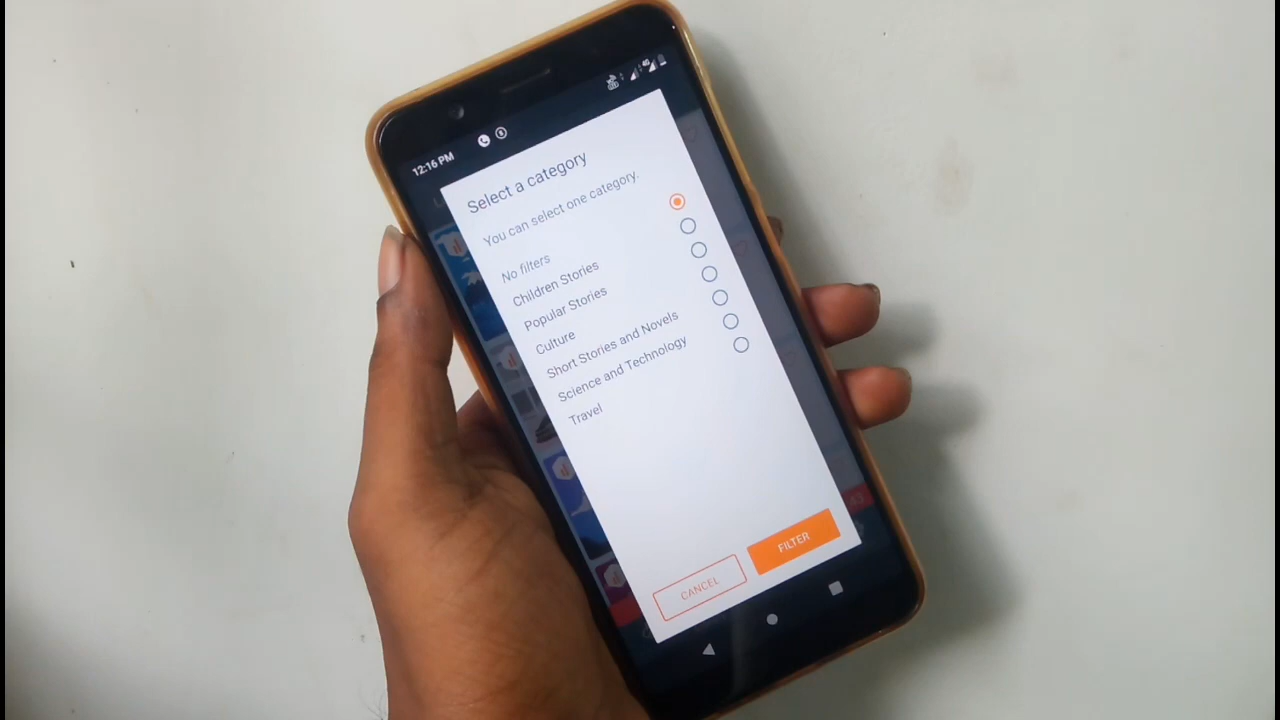 12:16 PM
4G
Select a category
You can select one category.
No filters
Children Stories
Popular Stories
Culture
Short Stories and Novels
Science and Technology
Travel
CANCEL
FILTER